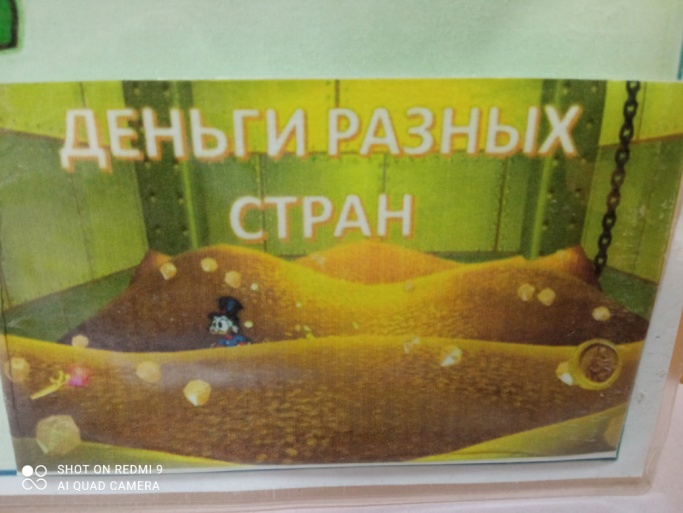 ДЕНЬГИ РАЗНЫХ
СТРАН
SHOT ON REDMI 9
AI QUAD CAMERA